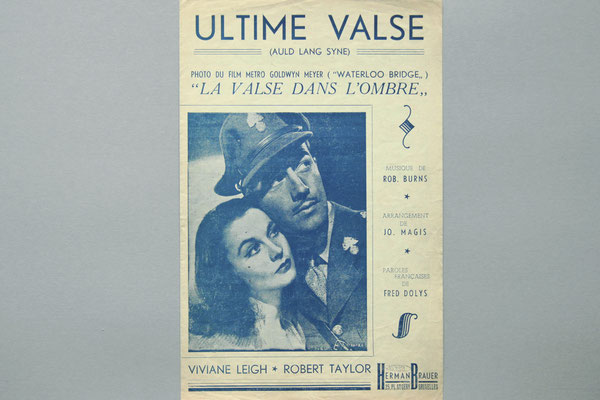 ULTIME VALSE
(AULD LANG SYNE)
PHOTO DU FILM METRO GOLDWYN MEYER ( "WATERLOO BRIDGE„ )
"LA VALSE DANS L'OMBRE„
MUSIQUE DE
ROB. BURNS
ARRANGEMENT
DE
JO. MAGIS
PAROLES
FRANÇAISES
DE
FRED DOLYS
VIVIANE LEIGH * ROBERT TAYLOR
HERMAN BRAUER
BRUXELLES